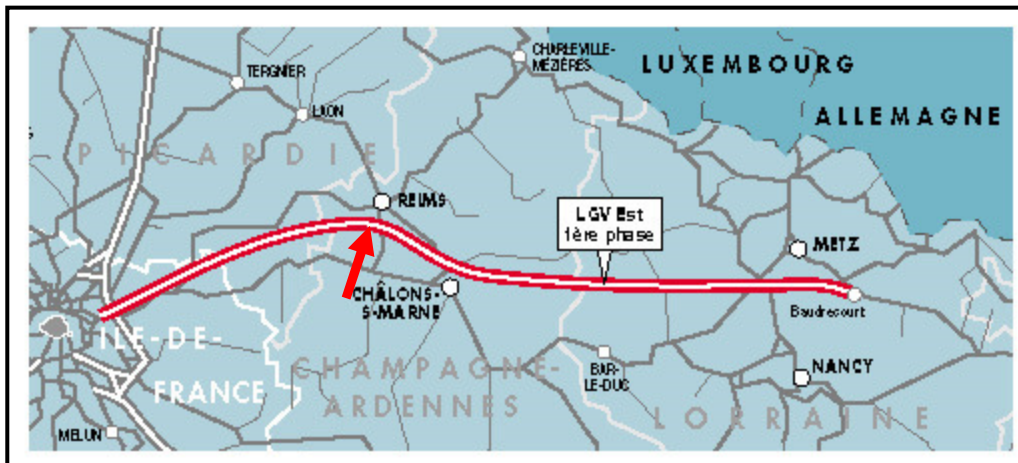 CHARLEVILLE-
MÉZIÈRES
LUXEMBOURG
TERGNIER
LAON
ALLEMAGNE
PICARDIE
REIMS
LGV Est
1ère phase
METZ
CHÂLONS-
S-MARNE
Baudrecourt
ILE-DE-
FRANCE
CHAMPAGNE-
ARDENNES
BAR-
LE-DUC
NANCY
LORRAINE
MELUN